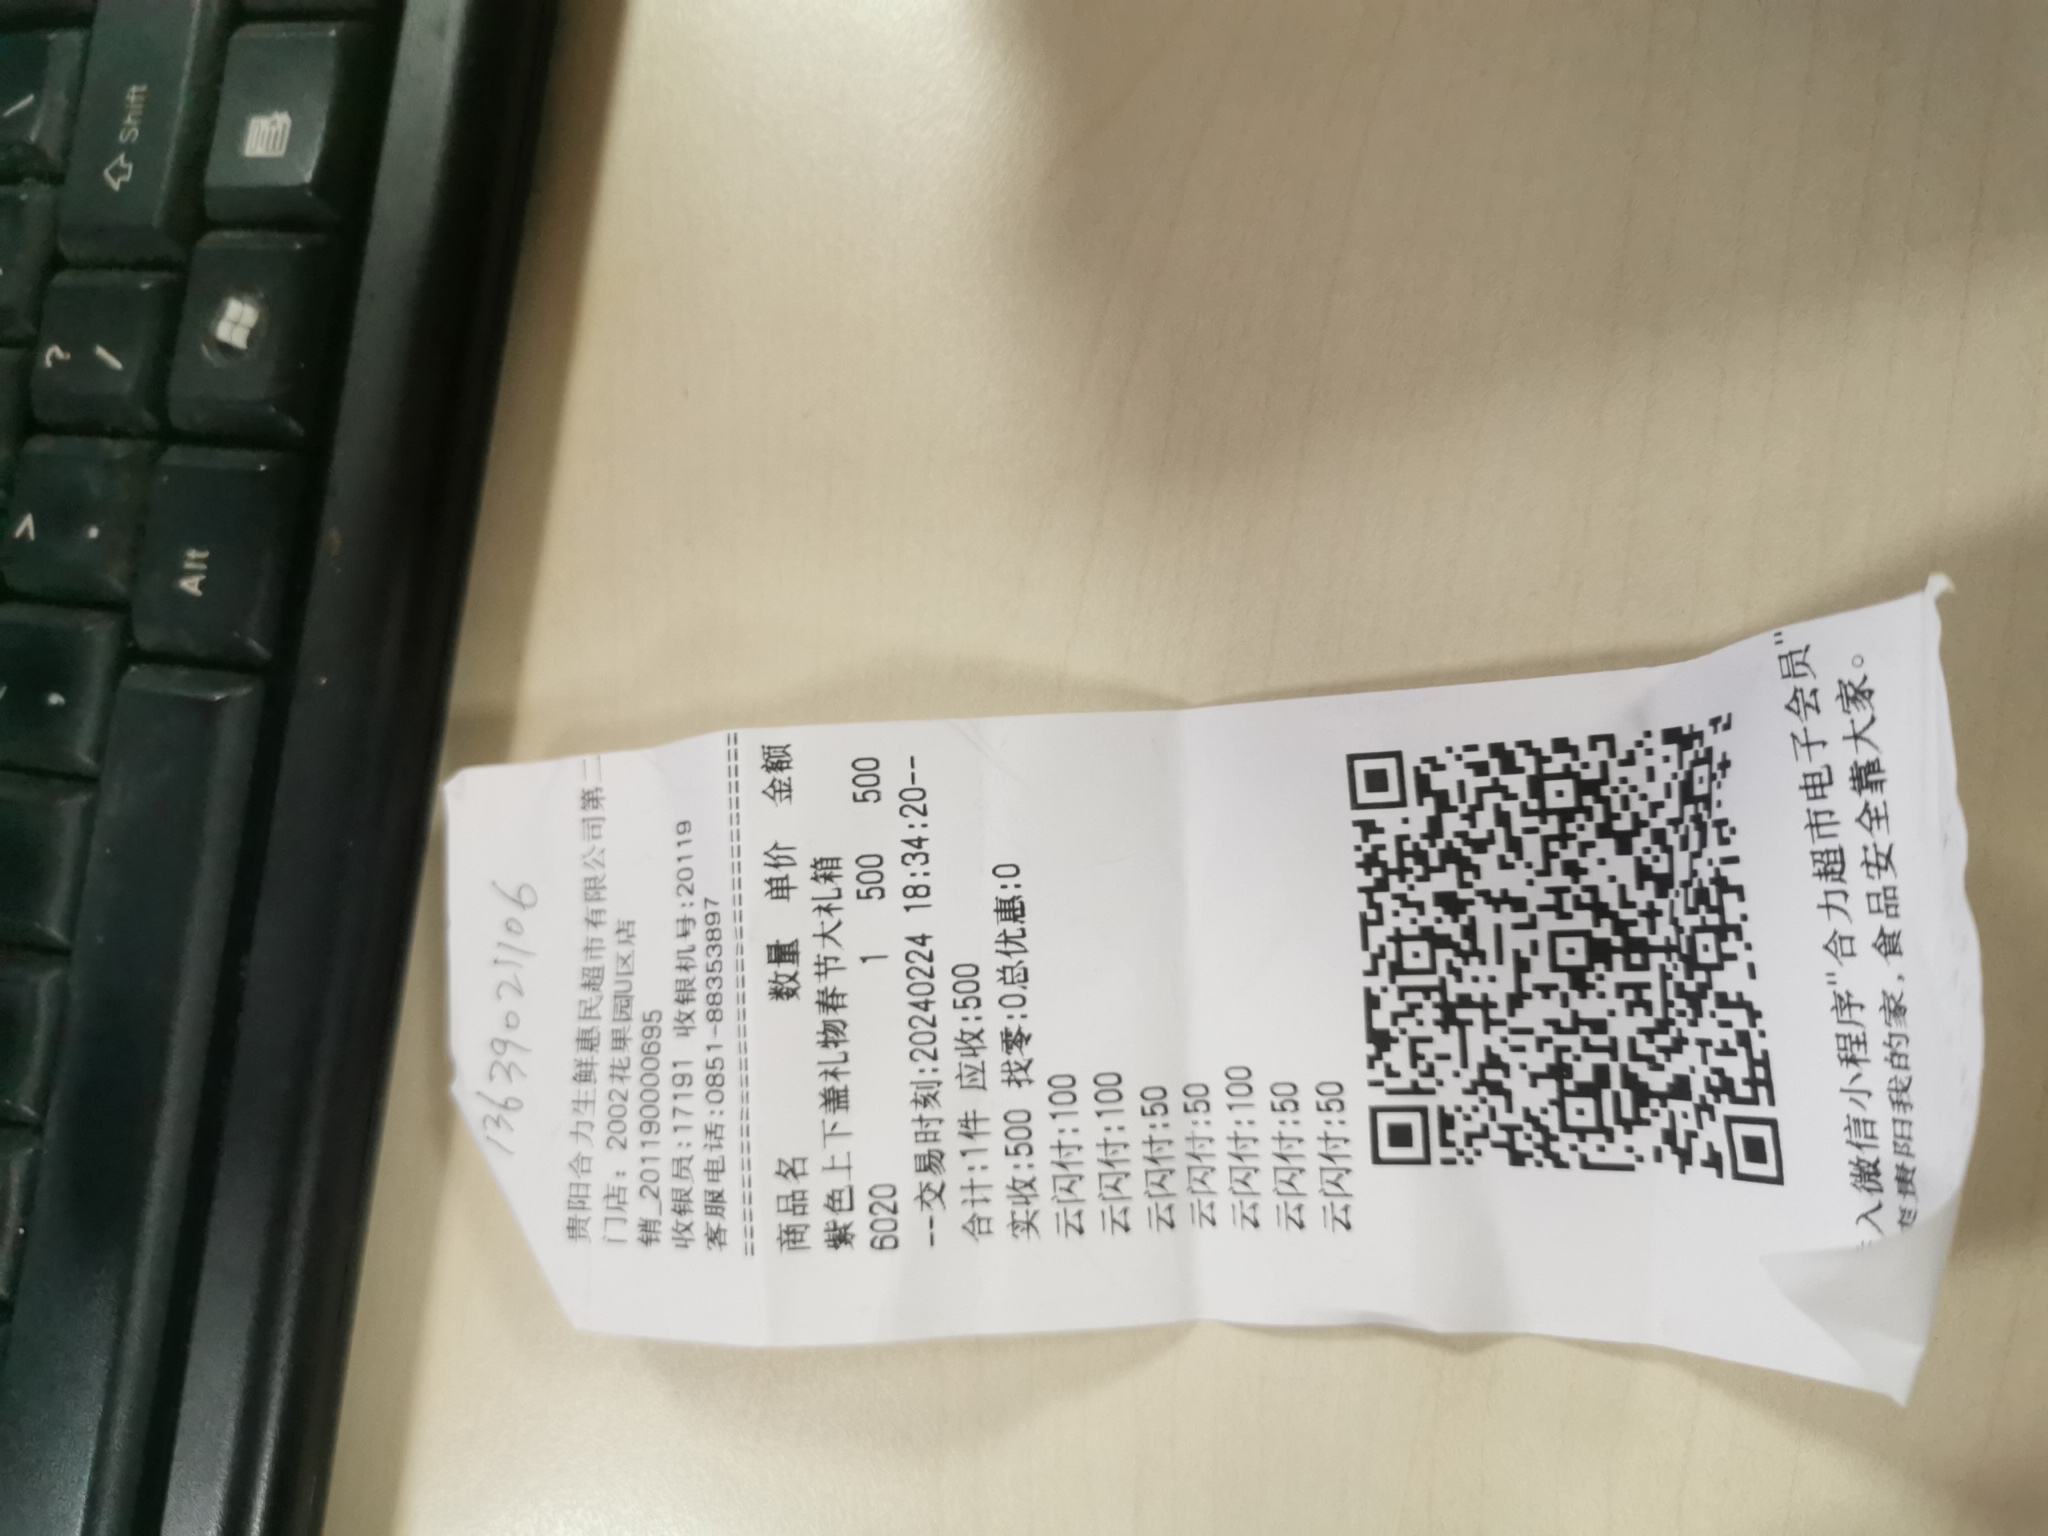 13639021106
贵阳合力生鲜惠民超市有限公司第二
门店：2002花果园U区店
销_201190000695
收银员:17191 收银机号:20119
客服电话:0851-88353897
商品名 数量 单价 金额
紫色上下盖礼物春节大礼箱
6020 1 500 500
--交易时刻:20240224 18:34:20--
合计:1件 应收:500
实收:500 找零:0总优惠:0
云闪付:100
云闪付:100
云闪付:50
云闪付:50
云闪付:100
云闪付:50
云闪付:50
入微信小程序"合力超市电子会员"
贵阳我的家,食品安全靠大家。
Shift
?
/
>
.
Alt
,